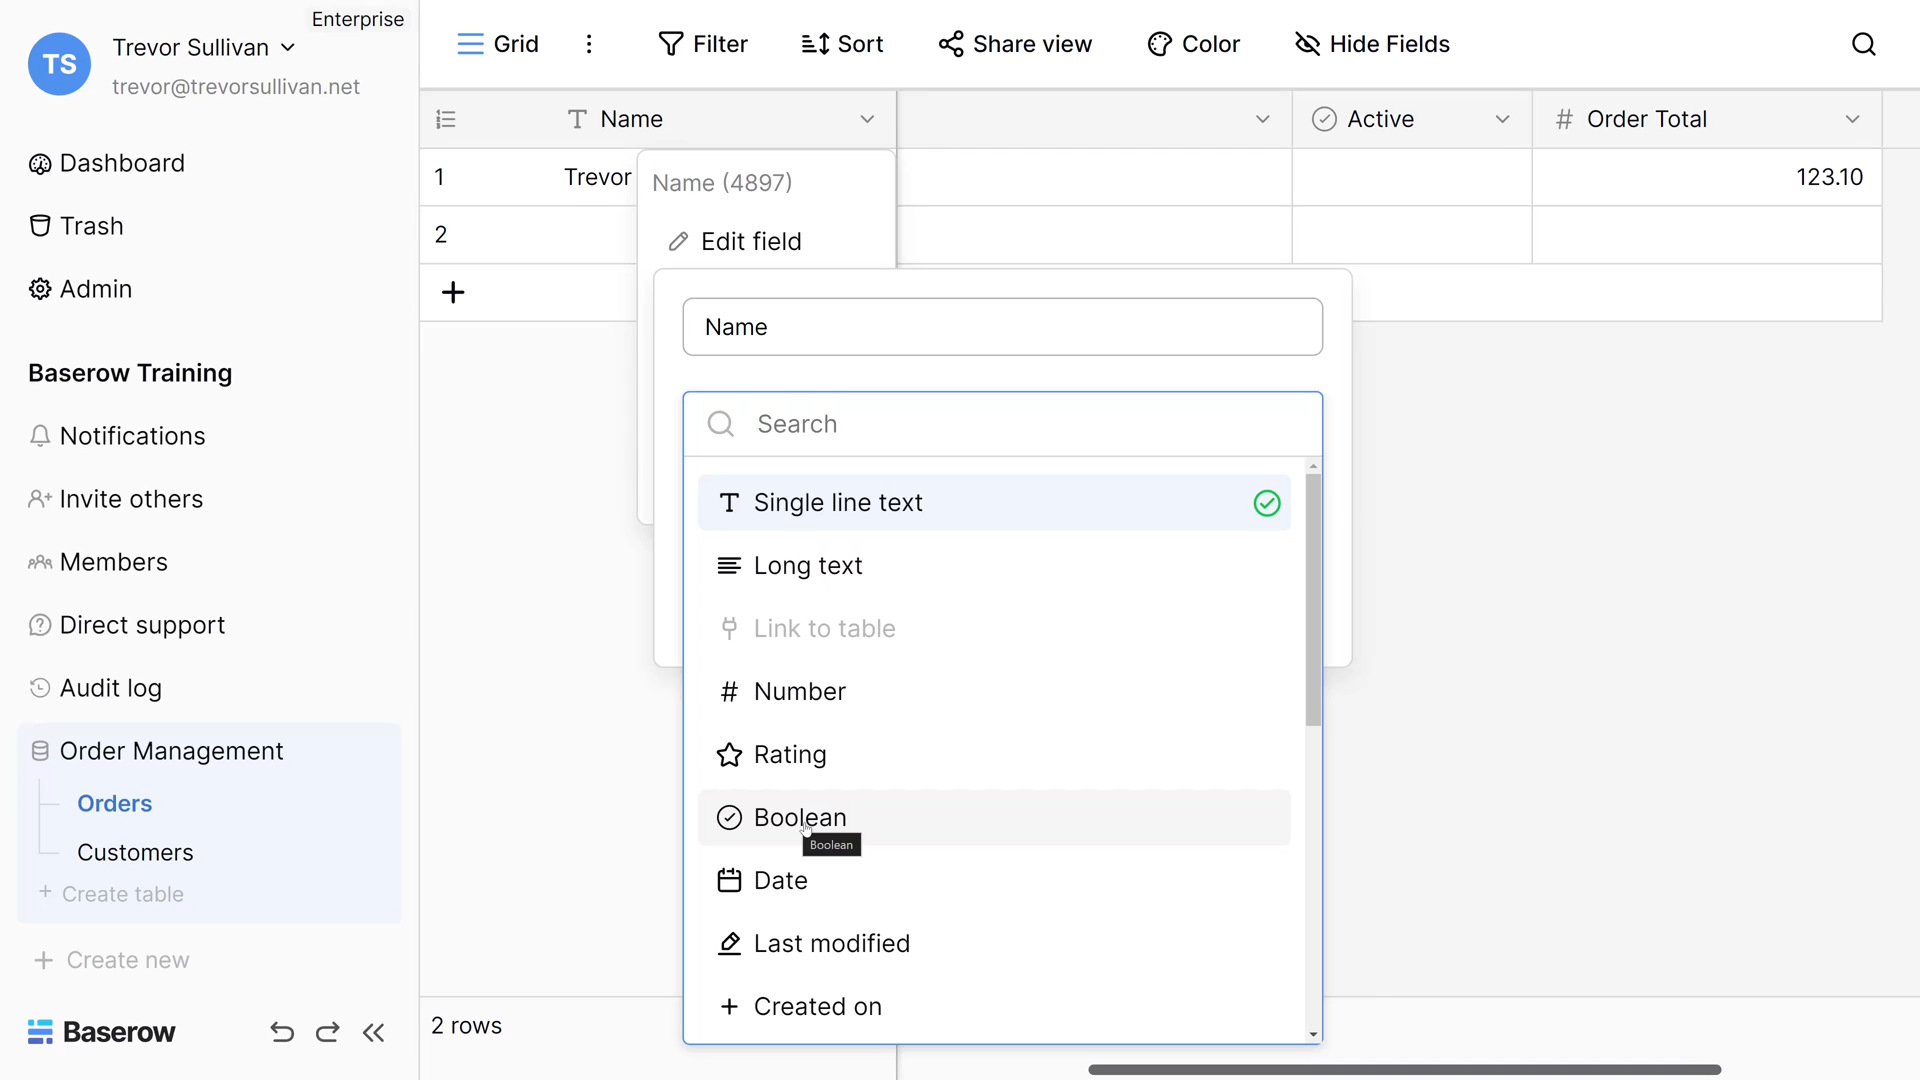 Enterprise
TS
Trevor Sullivan
trevor@trevorsullivan.net
Dashboard
Trash
Admin
Baserow Training
Notifications
Invite others
Members
Direct support
Audit log
Order Management
Orders
Customers
+ Create table
+ Create new
Baserow
Grid
Filter
Sort
Share view
Color
Hide Fields
Name
Active
# Order Total
1 Trevor 123.10
2
+
Name (4897)
Edit field
Name
Search
Single line text
Long text
Link to table
# Number
Rating
Boolean
Boolean
Date
Last modified
+ Created on
2 rows